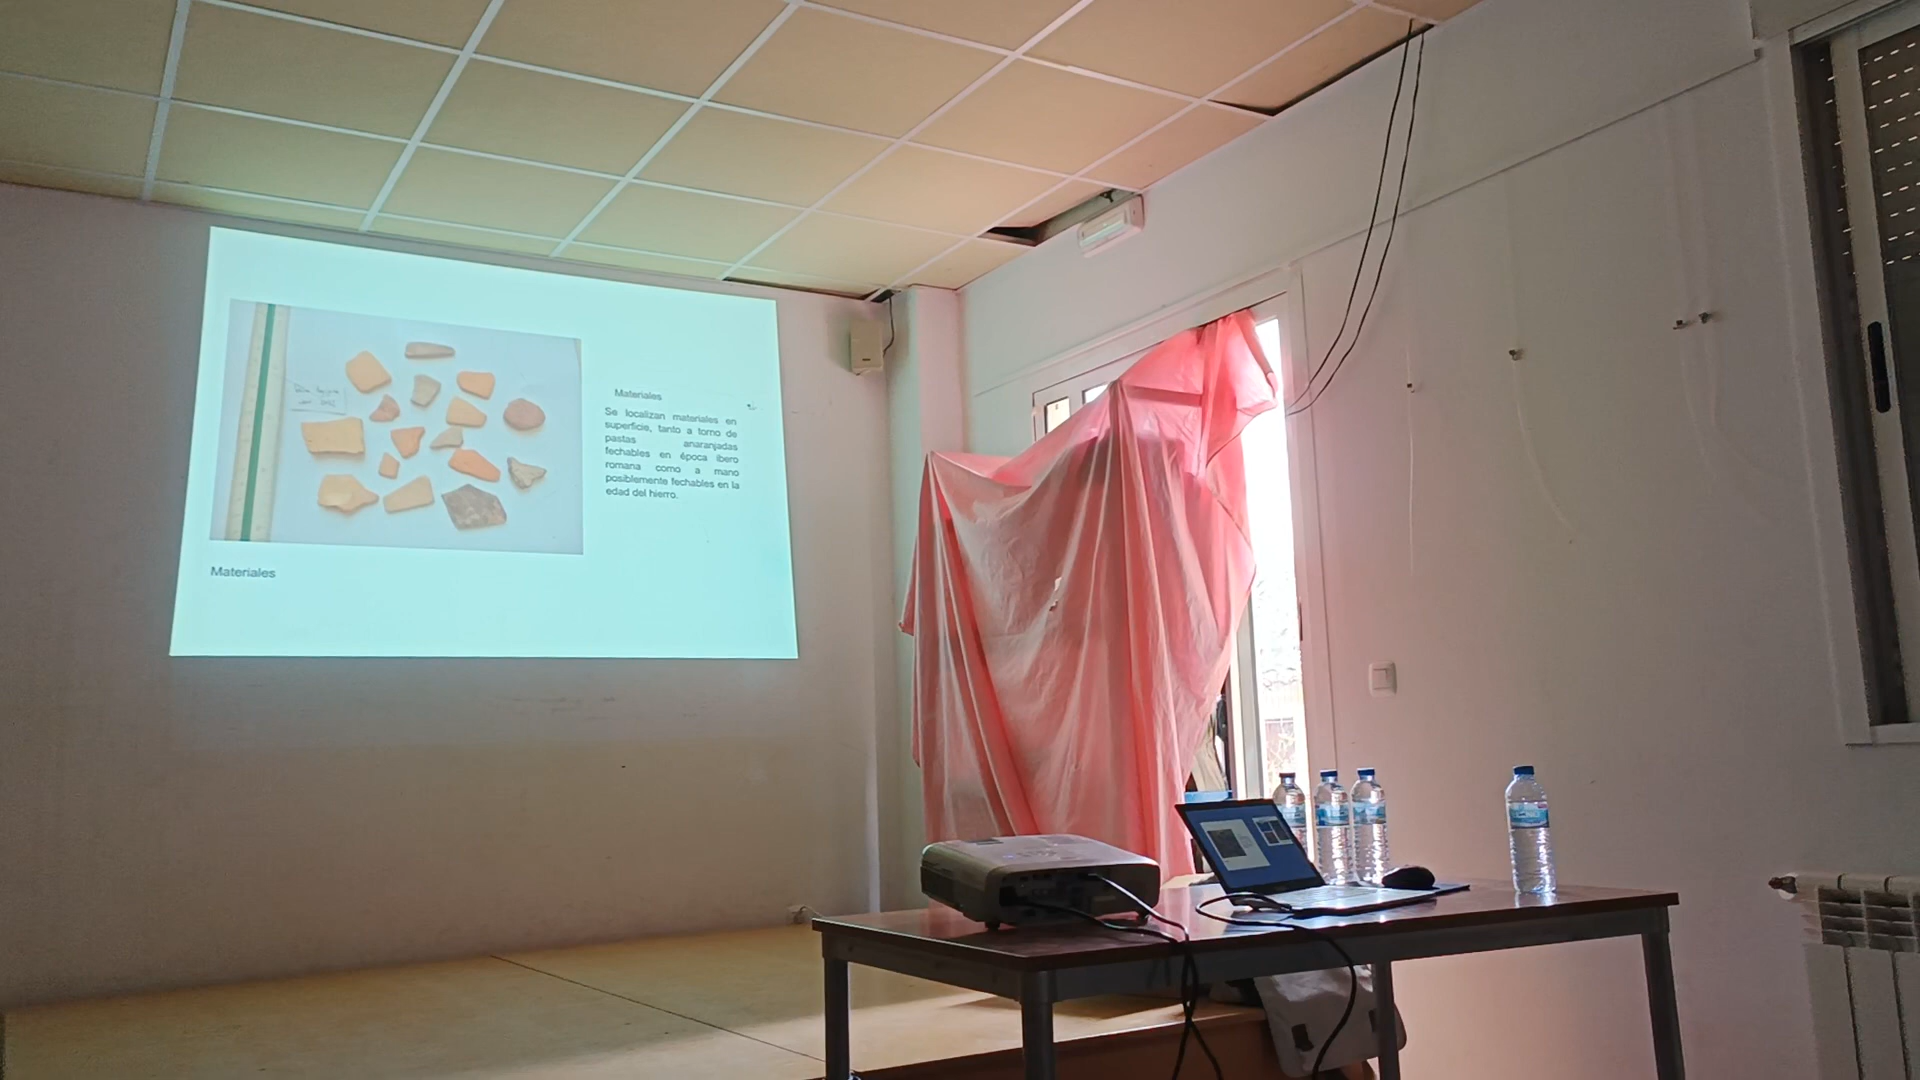 Materiales
Se localizan materiales en
superficie, tanto a torno de
pastas anaranjadas
fechables en época ibero
romana como a mano
posiblemente fechables en la
edad del hierro.
Materiales